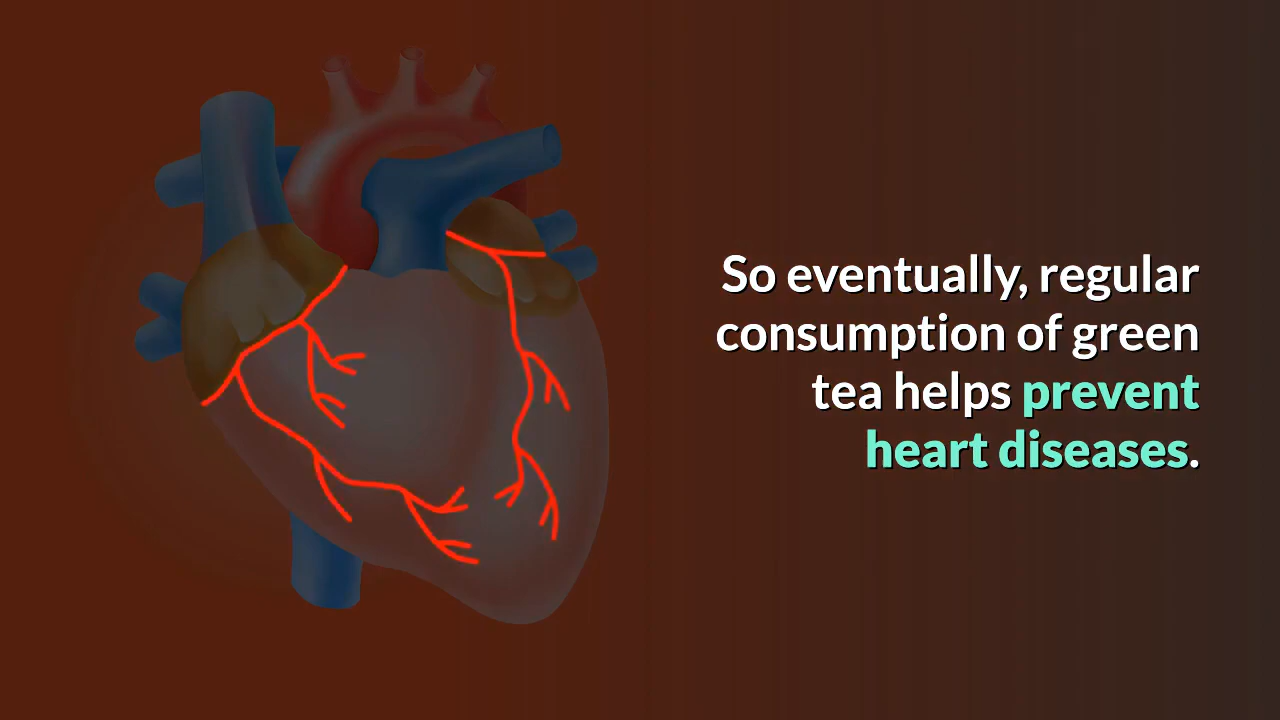 So eventually, regular
consumption of green
tea helps prevent
heart diseases.